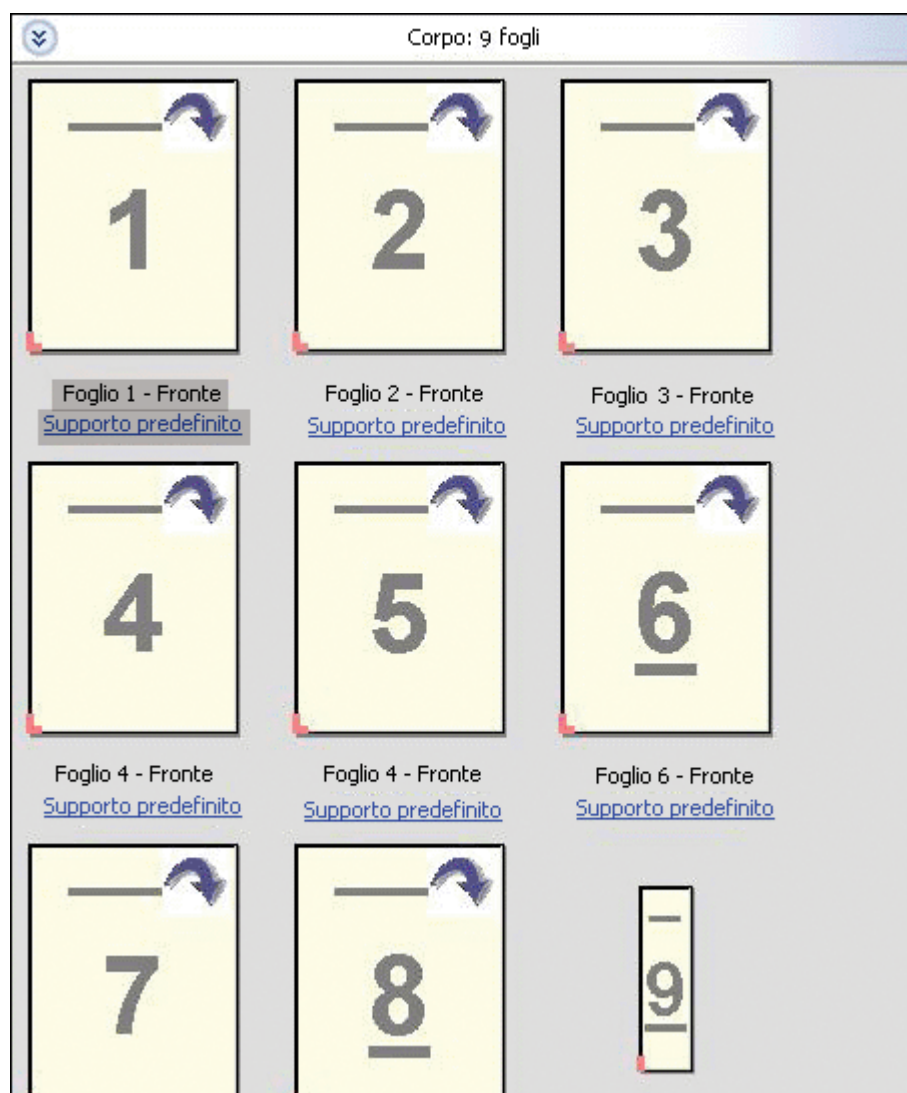 Corpo: 9 fogli
1 2 3
Foglio 1 - Fronte Foglio 2 - Fronte Foglio 3 - Fronte
Supporto predefinito Supporto predefinito Supporto predefinito
4 5 6
Foglio 4 - Fronte Foglio 4 - Fronte Foglio 6 - Fronte
Supporto predefinito Supporto predefinito Supporto predefinito
7 8 9